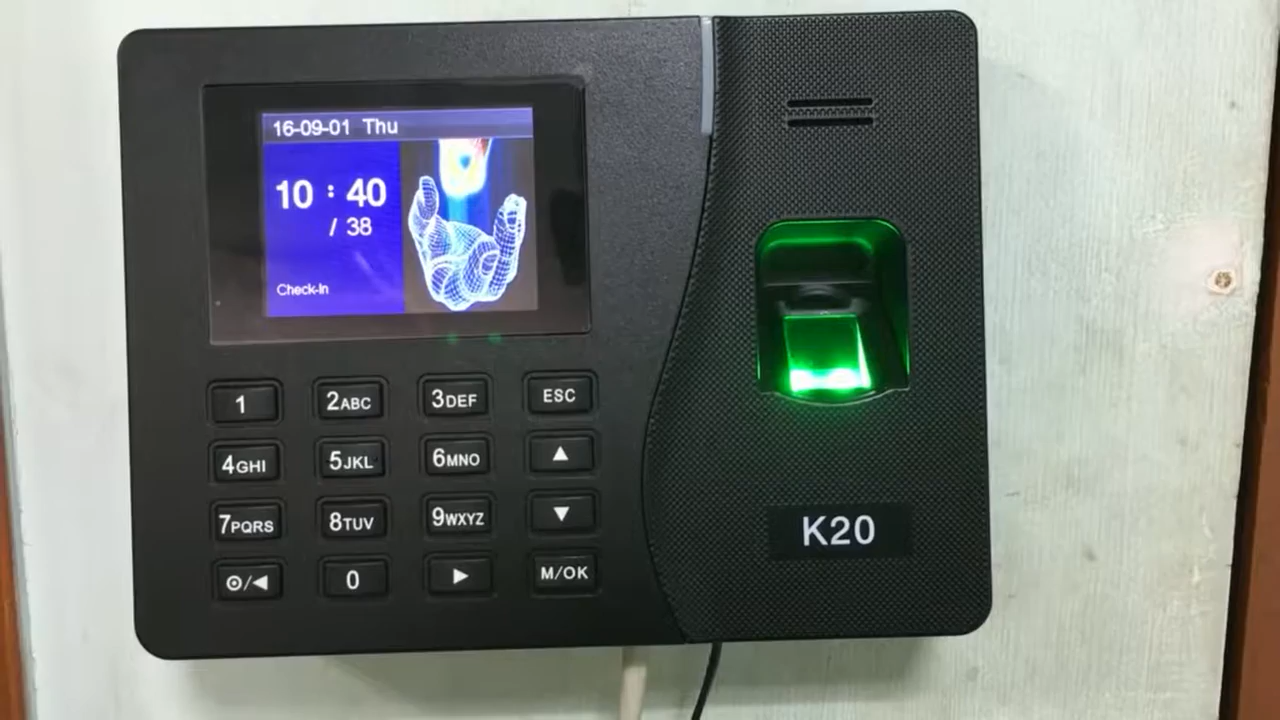 16-09-01 Thu
10 : 40
/ 38
Check-In
1 2ABC 3DEF ESC
4GHI 5JKL 6MNO ▲
7PQRS 8TUV 9WXYZ ▼
⊙/◀ 0 ▶ M/OK
K20